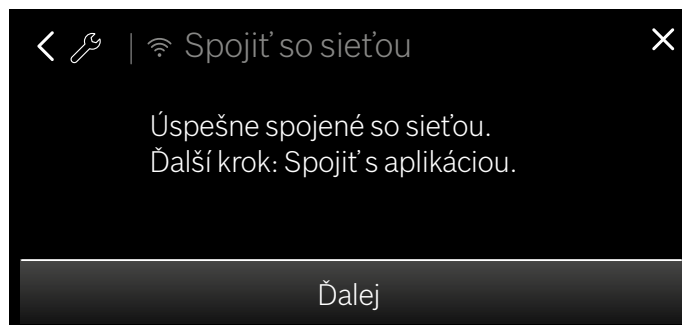 Spojiť so sieťou
Úspešne spojené so sieťou.
Ďalší krok: Spojiť s aplikáciou.
Ďalej